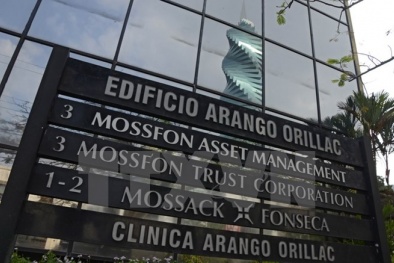 EDIFICIO ARANGO ORILLAC
3 MOSSFON ASSET MANAGEMENT
3 MOSSFON TRUST CORPORATION
1-2 MOSSACK FONSECA
CLINICA ARANGO ORILLAC